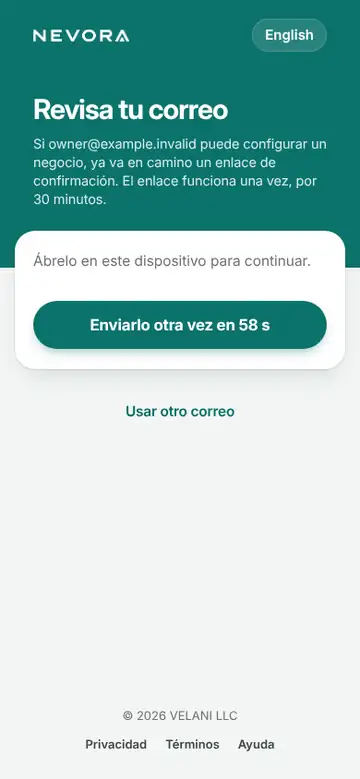 NEVORA
English
Revisa tu correo
Si owner@example.invalid puede configurar un
negocio, ya va en camino un enlace de
confirmación. El enlace funciona una vez, por
30 minutos.
Ábrelo en este dispositivo para continuar.
Enviarlo otra vez en 58 s
Usar otro correo
© 2026 VELANI LLC
Privacidad Términos Ayuda